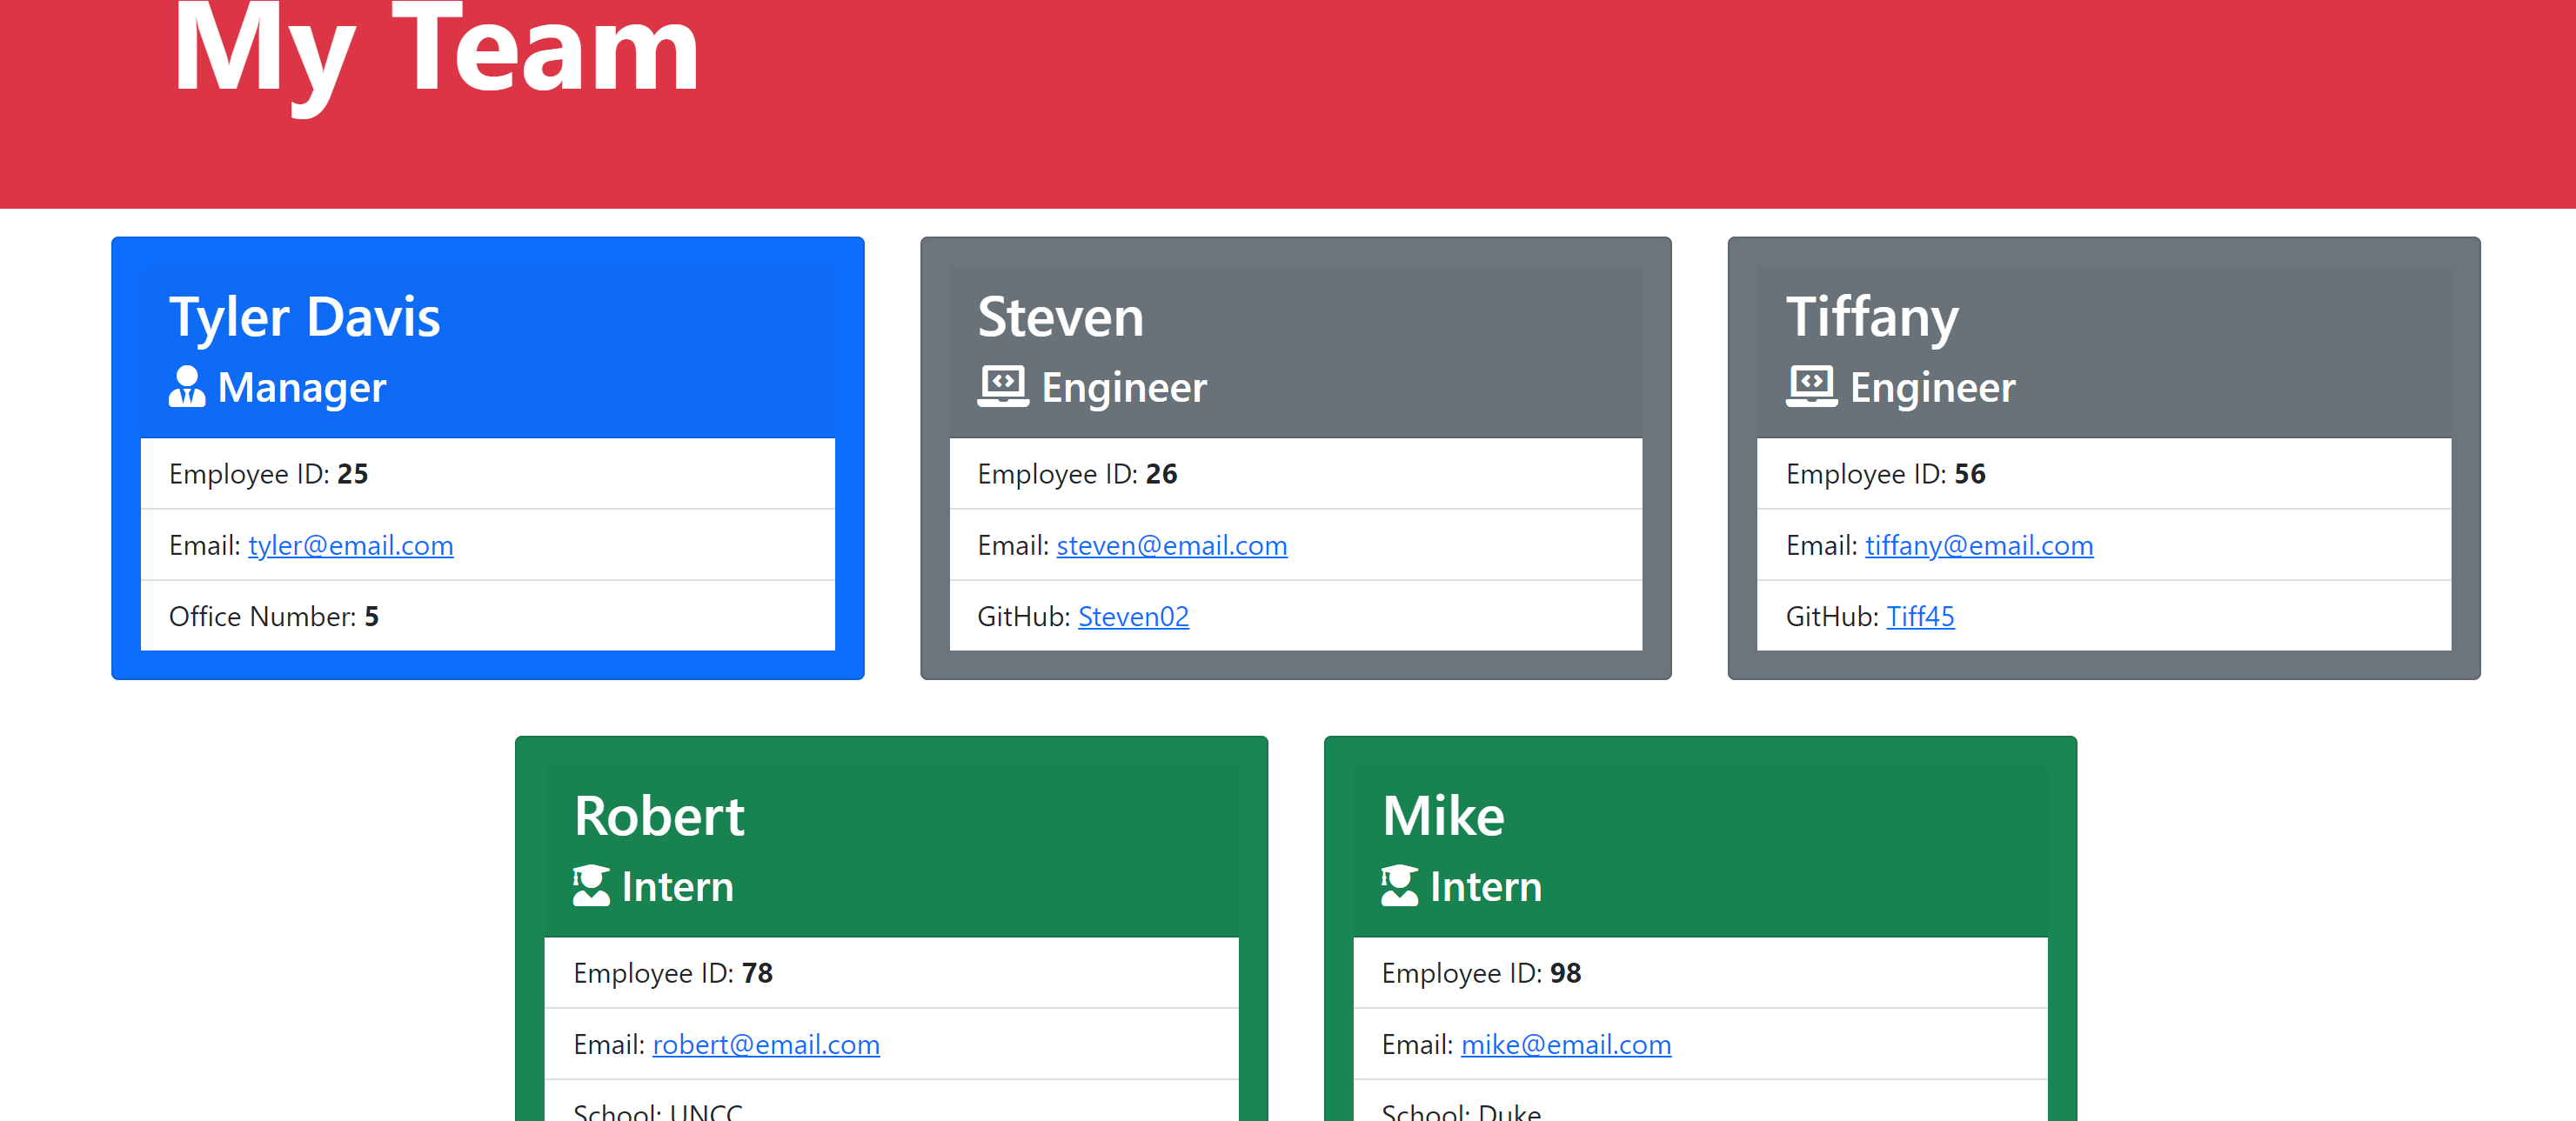 My Team
Tyler Davis
Manager
Employee ID: 25
Email: tyler@email.com
Office Number: 5
Steven
Engineer
Employee ID: 26
Email: steven@email.com
GitHub: Steven02
Tiffany
Engineer
Employee ID: 56
Email: tiffany@email.com
GitHub: Tiff45
Robert
Intern
Employee ID: 78
Email: robert@email.com
School: UNCC
Mike
Intern
Employee ID: 98
Email: mike@email.com
School: Duke